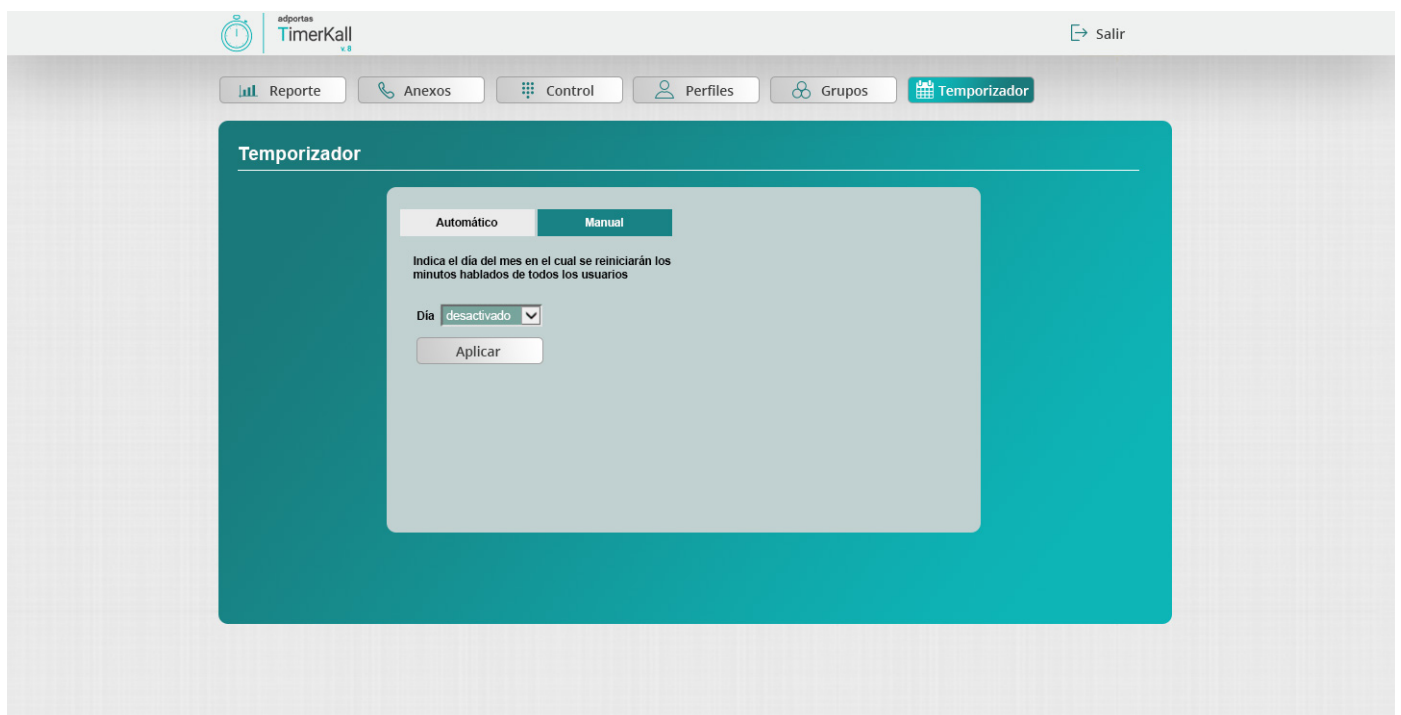 adportas
TimerKall
v.8
Salir
Reporte
Anexos
Control
Perfiles
Grupos
Temporizador
Temporizador
Automático
Manual
Indica el día del mes en el cual se reiniciarán los
minutos hablados de todos los usuarios
Día desactivado
Aplicar